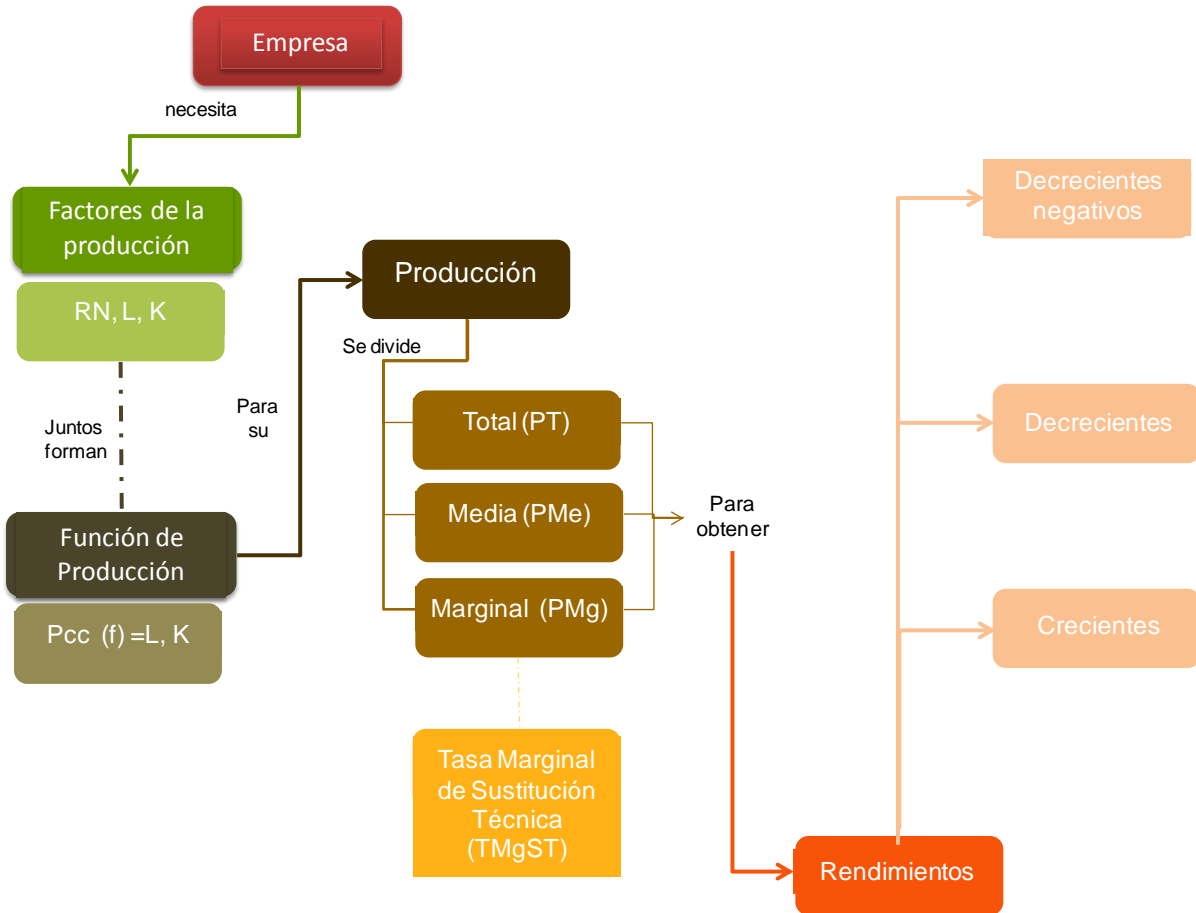 Empresa
necesita
Factores de la
producción
RN, L, K
Juntos
forman
Función de
Producción
Pcc (f) =L, K
Para
su
Producción
Se divide
Total (PT)
Media (PMe)
Marginal (PMg)
Tasa Marginal
de Sustitución
Técnica
(TMgST)
Para
obtener
Rendimientos
Decrecientes
negativos
Decrecientes
Crecientes